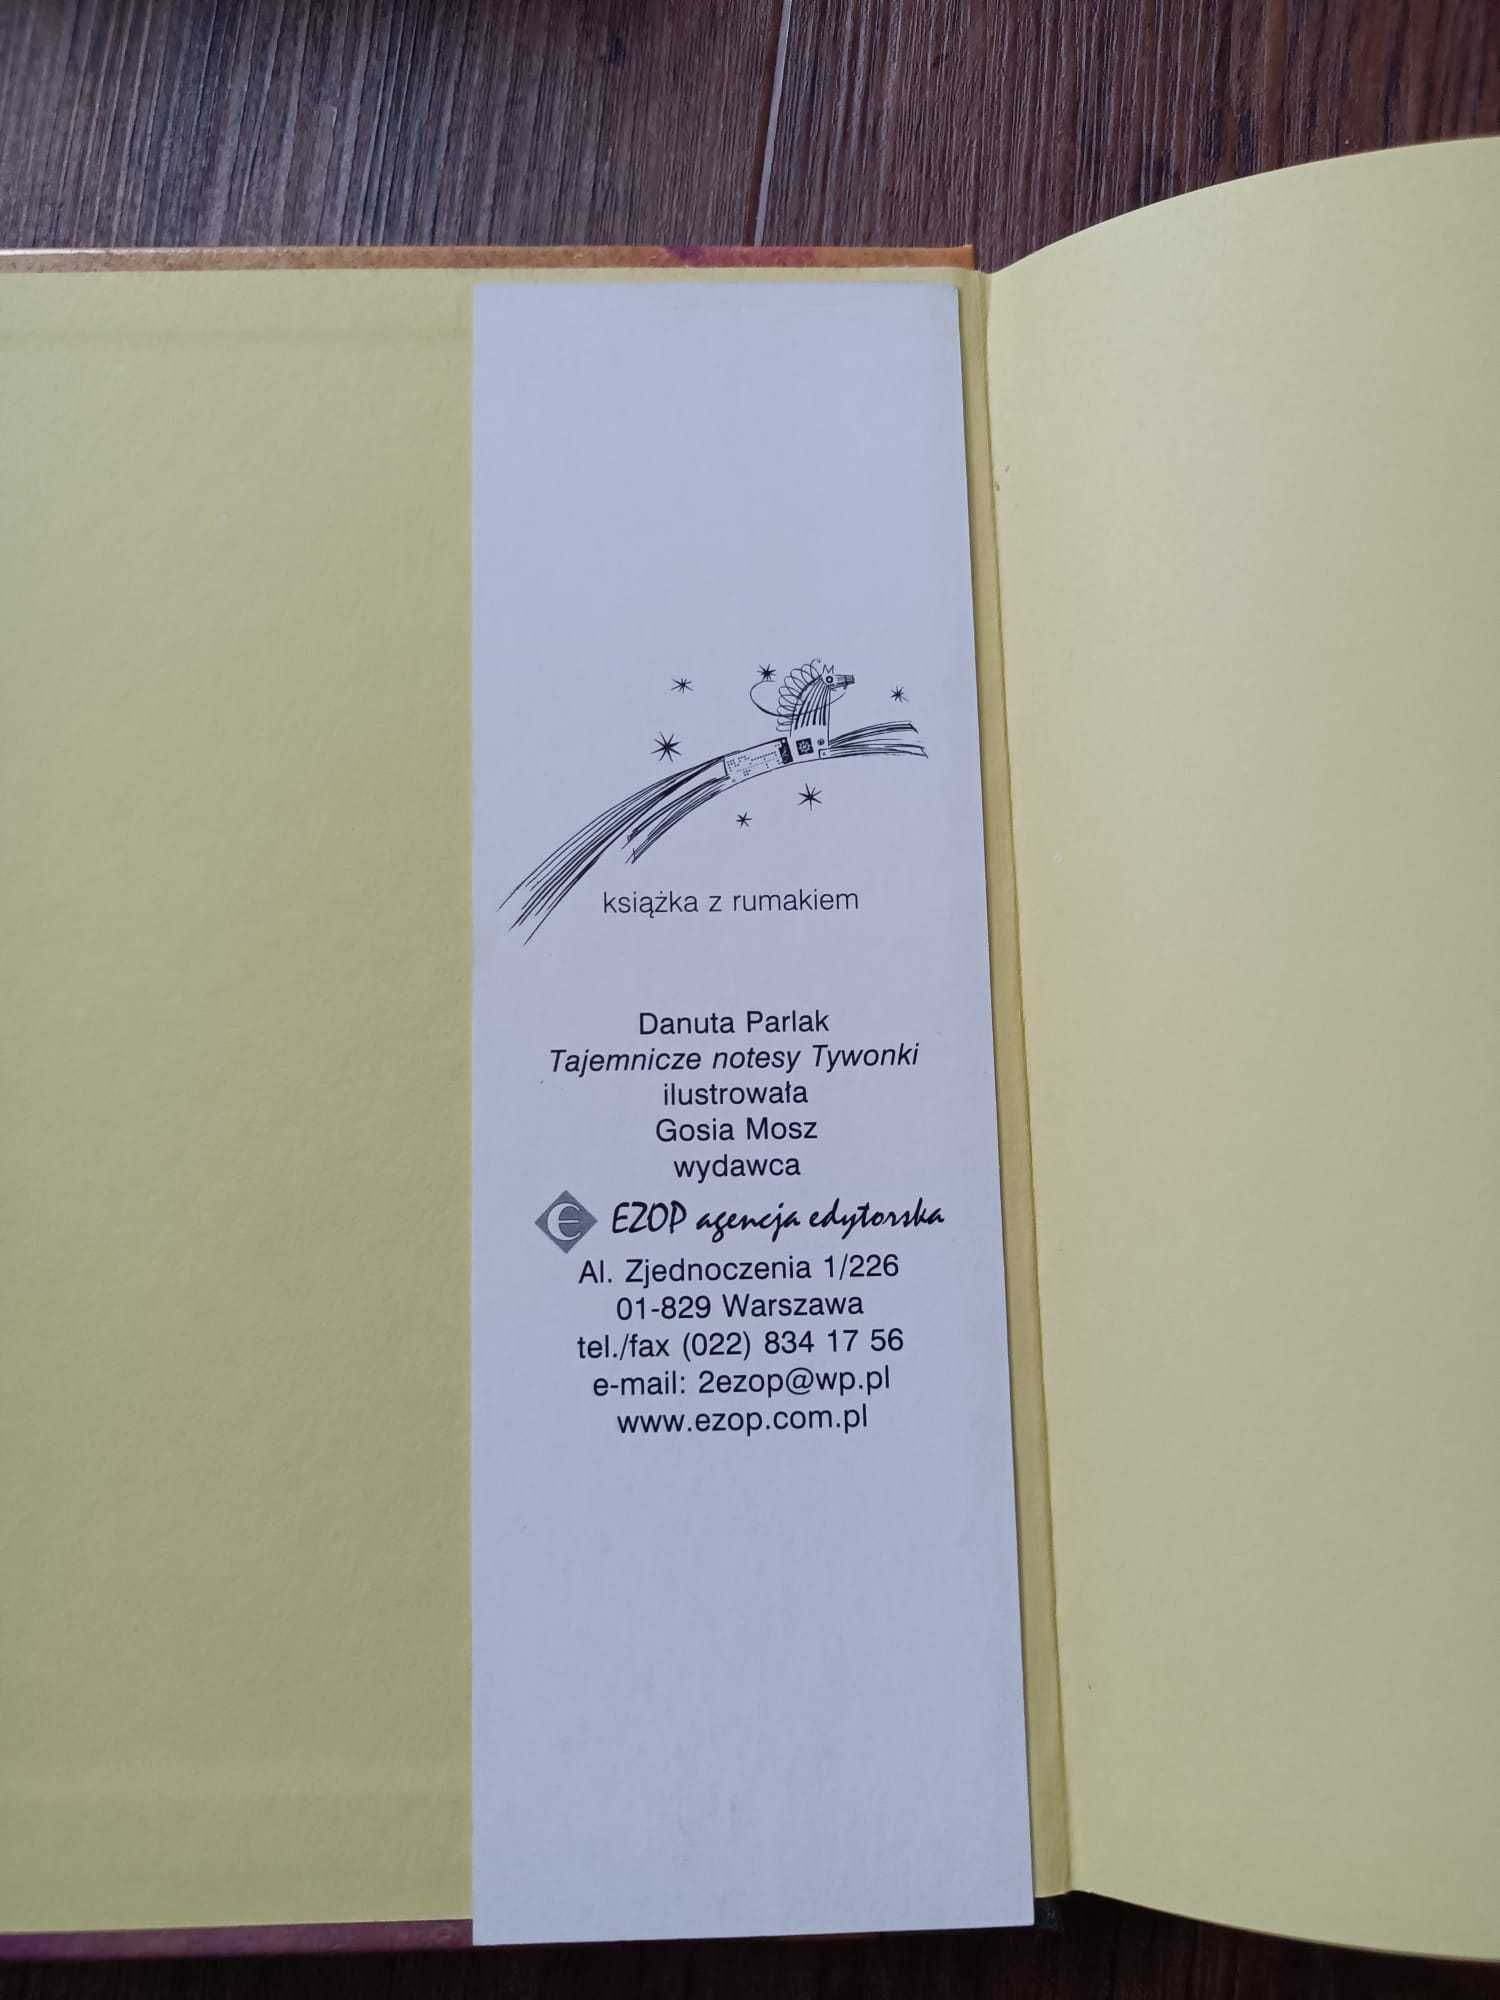 książka z rumakiem
Danuta Parlak
Tajemnicze notesy Tywonki
ilustrowała
Gosia Mosz
wydawca
e EZOP agencja edytorska
Al. Zjednoczenia 1/226
01-829 Warszawa
tel./fax (022) 834 17 56
e-mail: 2ezop@wp.pl
www.ezop.com.pl